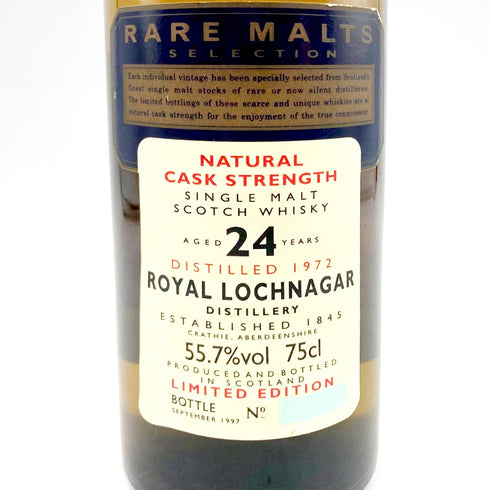 RARE MALTS
SELECTION
Each individual vintage has been specially selected from Scotland's
finest single malt stocks of rare or now silent distilleries.
The limited bottlings of these scarce and unique whiskies are at
natural cask strength for the enjoyment of the true connoisseur.
NATURAL
CASK STRENGTH
SINGLE MALT
SCOTCH WHISKY
AGED 24 YEARS
DISTILLED 1972
ROYAL LOCHNAGAR
DISTILLERY
ESTABLISHED 1845
CRATHIE, ABERDEENSHIRE
55.7%vol 75cl
PRODUCED AND BOTTLED
IN SCOTLAND
LIMITED EDITION
BOTTLE Nº
SEPTEMBER 1997